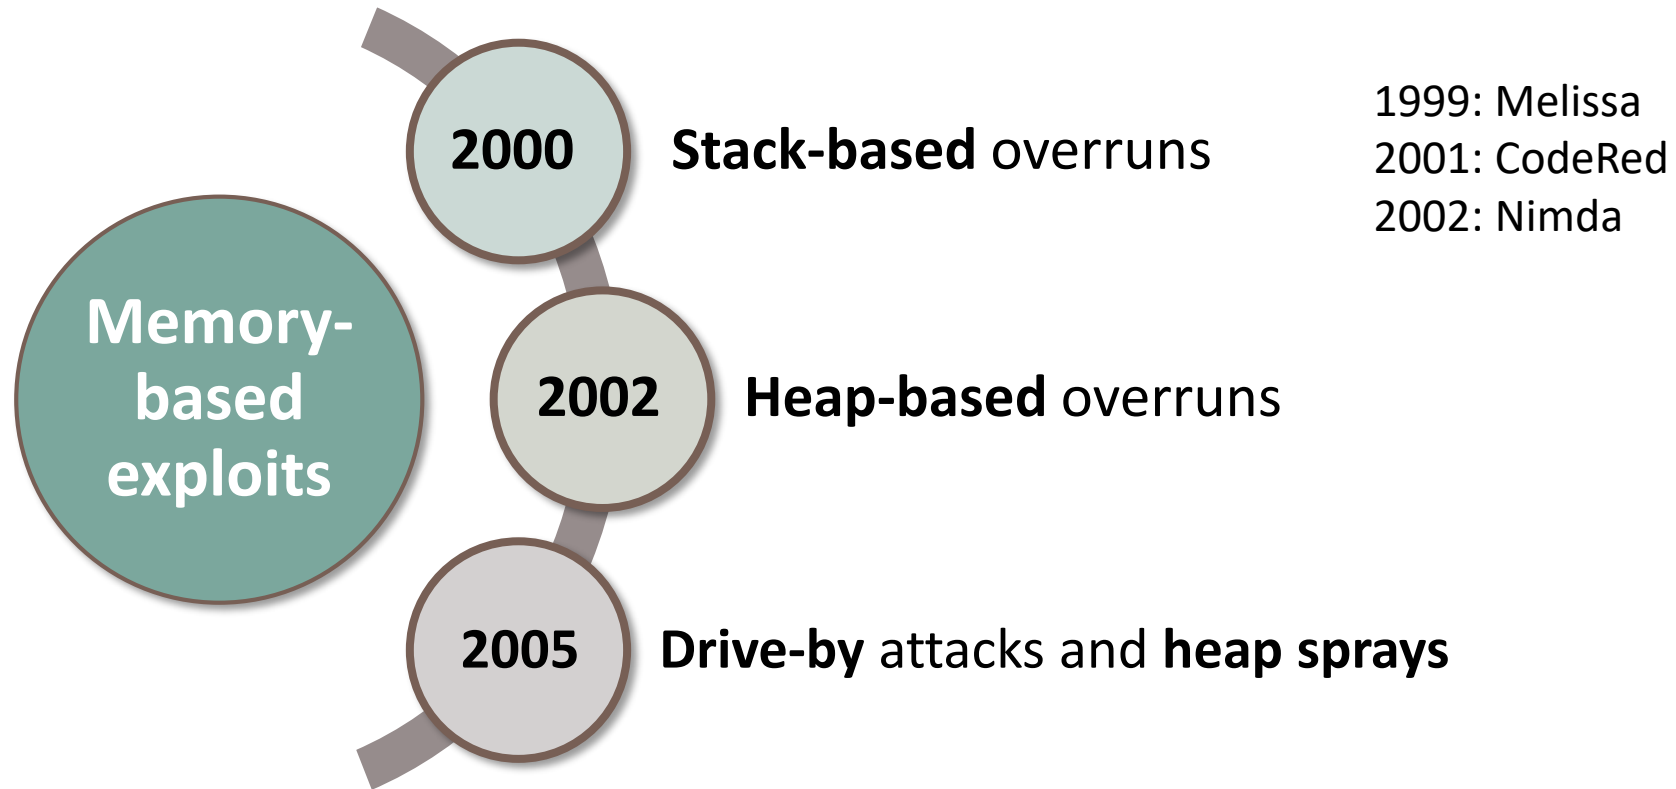 Memory-
based
exploits
2000
Stack-based overruns
1999: Melissa
2001: CodeRed
2002: Nimda
2002
Heap-based overruns
2005
Drive-by attacks and heap sprays